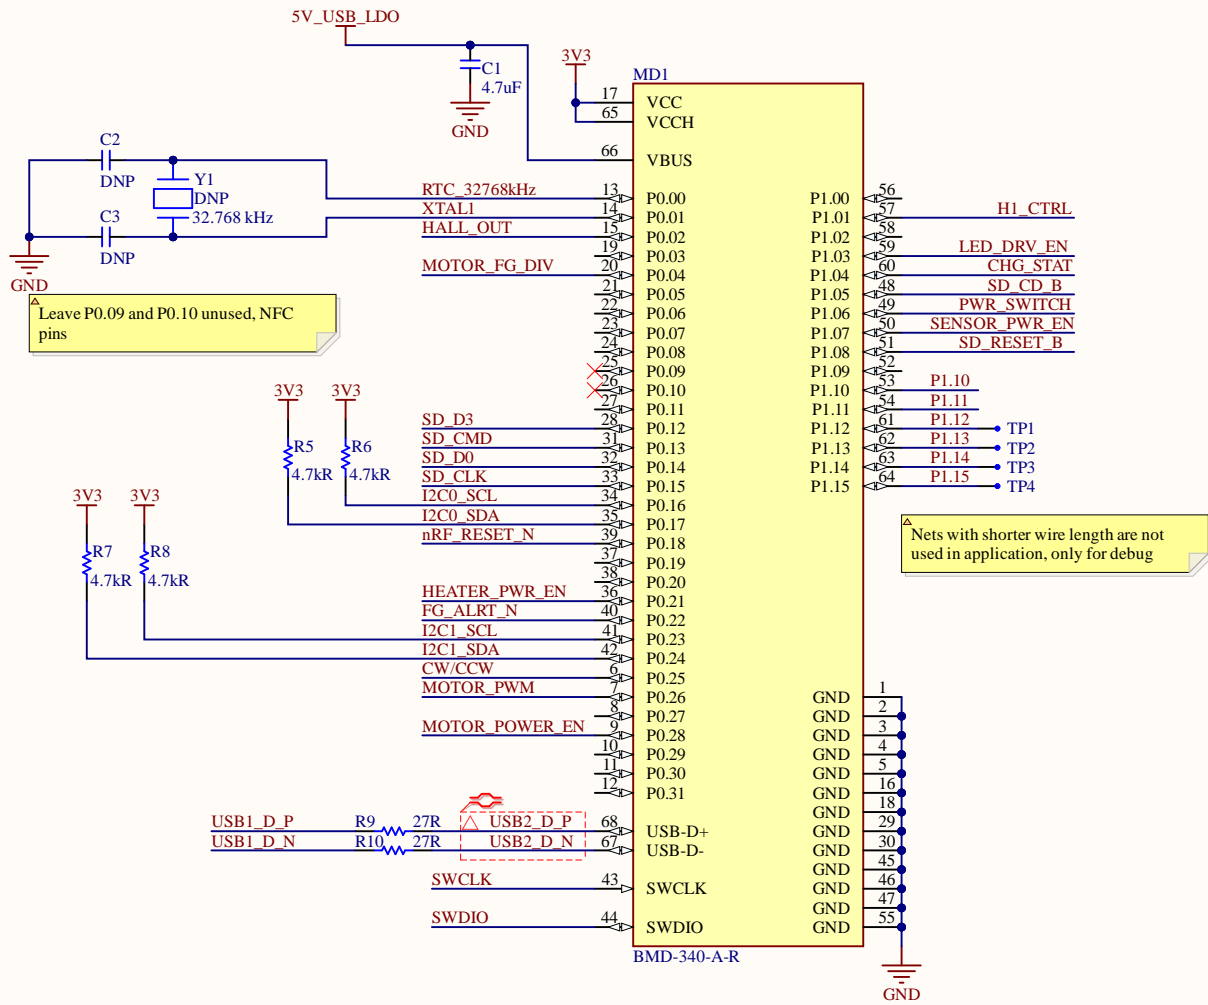 5V_USB_LDO
C1
4.7uF
GND
3V3
MD1
17 VCC
65 VCCH
66 VBUS
C2
DNP
Y1
DNP
32.768 kHz
C3
DNP
GND
Leave P0.09 and P0.10 unused, NFC
pins
RTC_32768kHz 13 P0.00
XTAL1 14 P0.01
HALL_OUT 15 P0.02
19 P0.03
MOTOR_FG_DIV 20 P0.04
21 P0.05
22 P0.06
23 P0.07
24 P0.08
25 P0.09
26 P0.10
27 P0.11
SD_D3 28 P0.12
SD_CMD 31 P0.13
SD_D0 32 P0.14
SD_CLK 33 P0.15
I2C0_SCL 34 P0.16
I2C0_SDA 35 P0.17
nRF_RESET_N 39 P0.18
37 P0.19
38 P0.20
HEATER_PWR_EN 36 P0.21
FG_ALRT_N 40 P0.22
I2C1_SCL 41 P0.23
I2C1_SDA 42 P0.24
CW/CCW 6 P0.25
MOTOR_PWM 7 P0.26
8 P0.27
MOTOR_POWER_EN 9 P0.28
10 P0.29
11 P0.30
12 P0.31
3V3 3V3
R5 R6
4.7kR 4.7kR
3V3 3V3
R7 R8
4.7kR 4.7kR
USB1_D_P R9 27R USB2_D_P 68 USB-D+
USB1_D_N R10 27R USB2_D_N 67 USB-D-
SWCLK 43 SWCLK
SWDIO 44 SWDIO
BMD-340-A-R
P1.00 56
P1.01 57 H1_CTRL
P1.02 58
P1.03 59 LED_DRV_EN
P1.04 60 CHG_STAT
P1.05 48 SD_CD_B
P1.06 49 PWR_SWITCH
P1.07 50 SENSOR_PWR_EN
P1.08 51 SD_RESET_B
P1.09 52
P1.10 53 P1.10
P1.11 54 P1.11
P1.12 61 P1.12 TP1
P1.13 62 P1.13 TP2
P1.14 63 P1.14 TP3
P1.15 64 P1.15 TP4
Nets with shorter wire length are not
used in application, only for debug
GND 1
GND 2
GND 3
GND 4
GND 5
GND 16
GND 18
GND 29
GND 30
GND 45
GND 46
GND 47
GND 55
GND